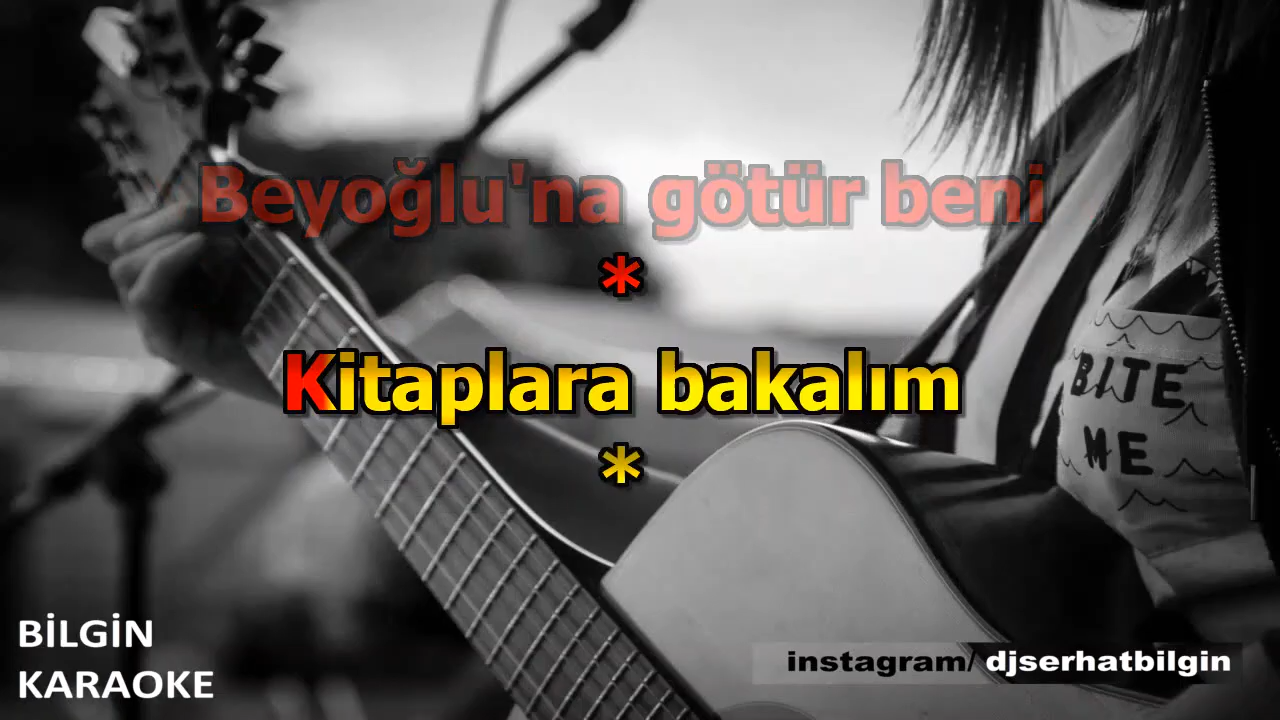 Beyoğlu'na götür beni
*
Kitaplara bakalım
*
BITE
ME
BİLGİN
KARAOKE
instagram/ djserhatbilgin